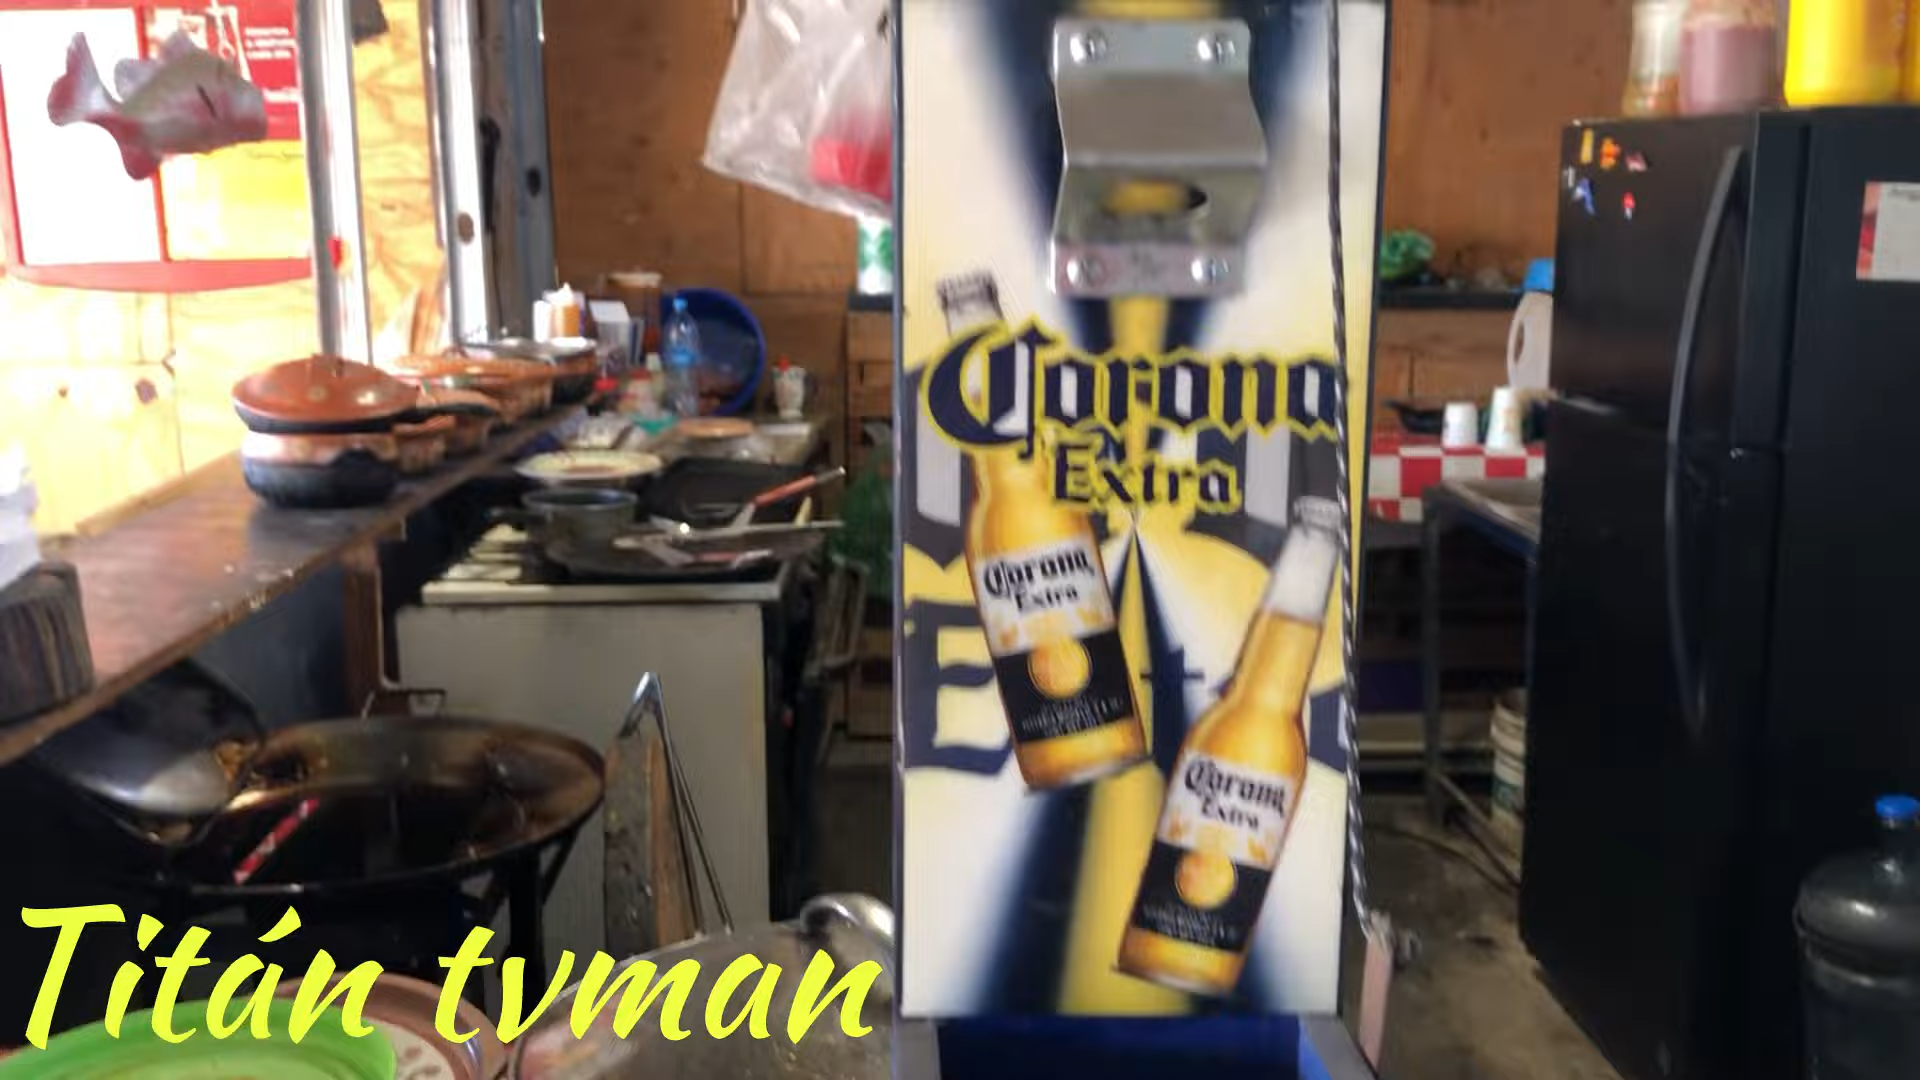 Corona
Extra
Corona
Extra
Corona
Extra
Titán tvman